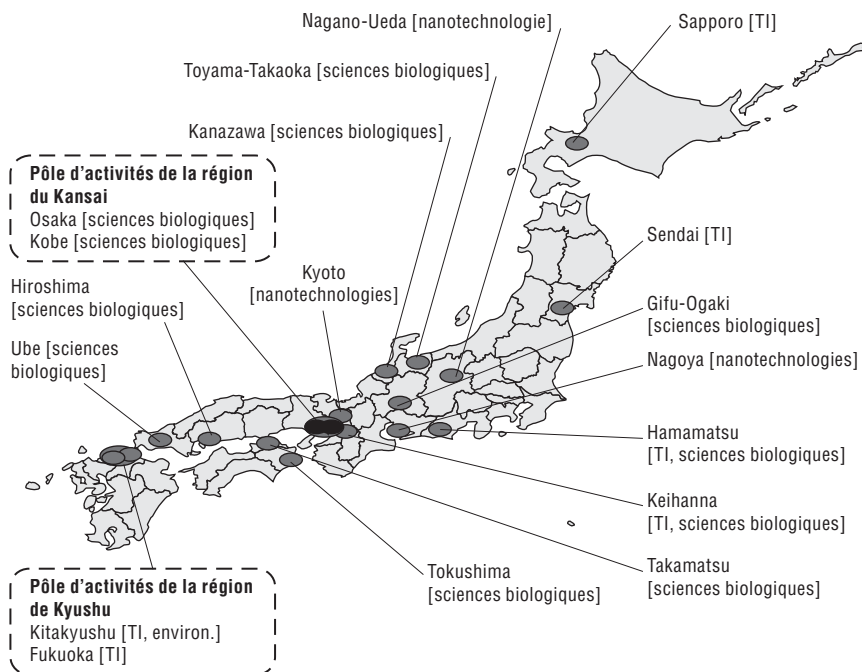 Nagano-Ueda [nanotechnologie]
Sapporo [TI]
Toyama-Takaoka [sciences biologiques]
Kanazawa [sciences biologiques]
Pôle d'activités de la région
du Kansai
Osaka [sciences biologiques]
Kobe [sciences biologiques]
Sendai [TI]
Kyoto
[nanotechnologies]
Hiroshima
[sciences biologiques]
Gifu-Ogaki
[sciences biologiques]
Ube [sciences
biologiques]
Nagoya [nanotechnologies]
Hamamatsu
[TI, sciences biologiques]
Keihanna
[TI, sciences biologiques]
Takamatsu
[sciences biologiques]
Tokushima
[sciences biologiques]
Pôle d'activités de la région
de Kyushu
Kitakyushu [TI, environ.]
Fukuoka [TI]